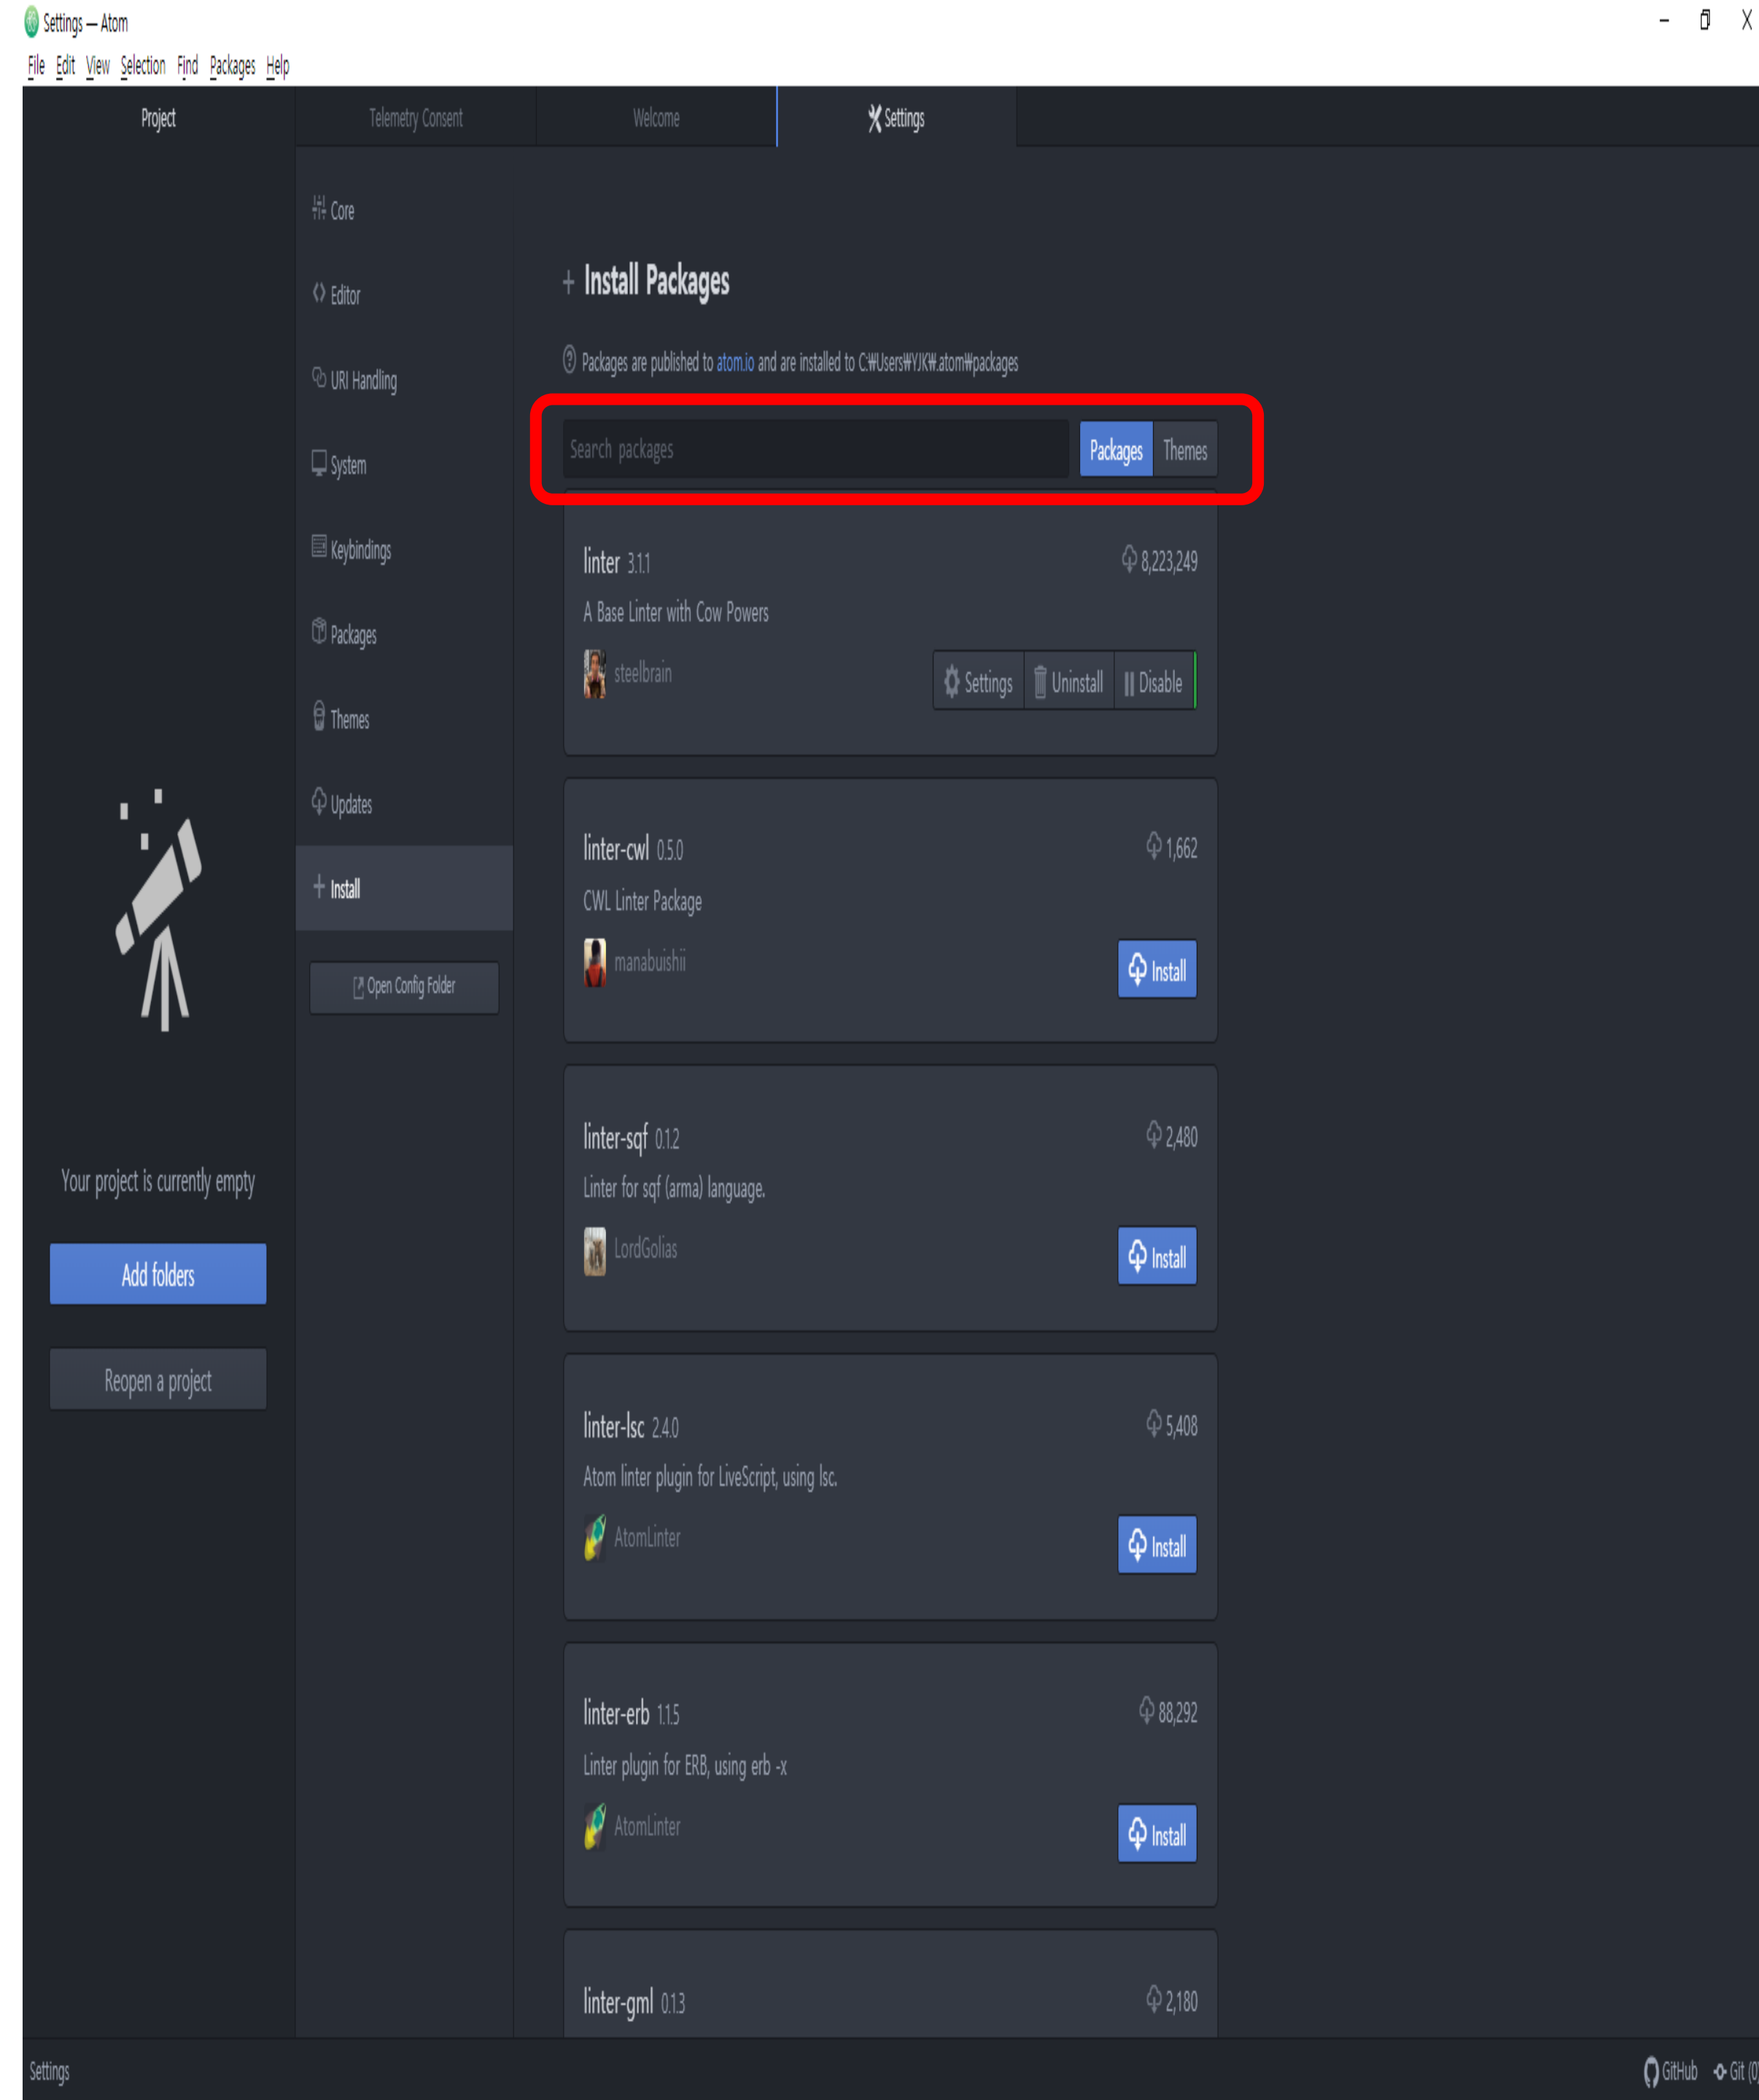 Settings — Atom
File Edit View Selection Find Packages Help
Project
Telemetry Consent
Welcome
Settings
Core
Editor
URI Handling
System
Keybindings
Packages
Themes
Updates
Install
Open Config Folder
Your project is currently empty
Add folders
Reopen a project
Install Packages
Packages are published to atom.io and are installed to C:₩Users₩YJK₩.atom₩packages
Search packages
Packages Themes
linter 3.1.1 8,223,249
A Base Linter with Cow Powers
steelbrain
Settings Uninstall Disable
linter-cwl 0.5.0 1,662
CWL Linter Package
manabuishii
Install
linter-sqf 0.1.2 2,480
Linter for sqf (arma) language.
LordGolias
Install
linter-lsc 2.4.0 5,408
Atom linter plugin for LiveScript, using lsc.
AtomLinter
Install
linter-erb 1.1.5 88,292
Linter plugin for ERB, using erb -x
AtomLinter
Install
linter-gml 0.1.3 2,180
Settings
GitHub Git (0)